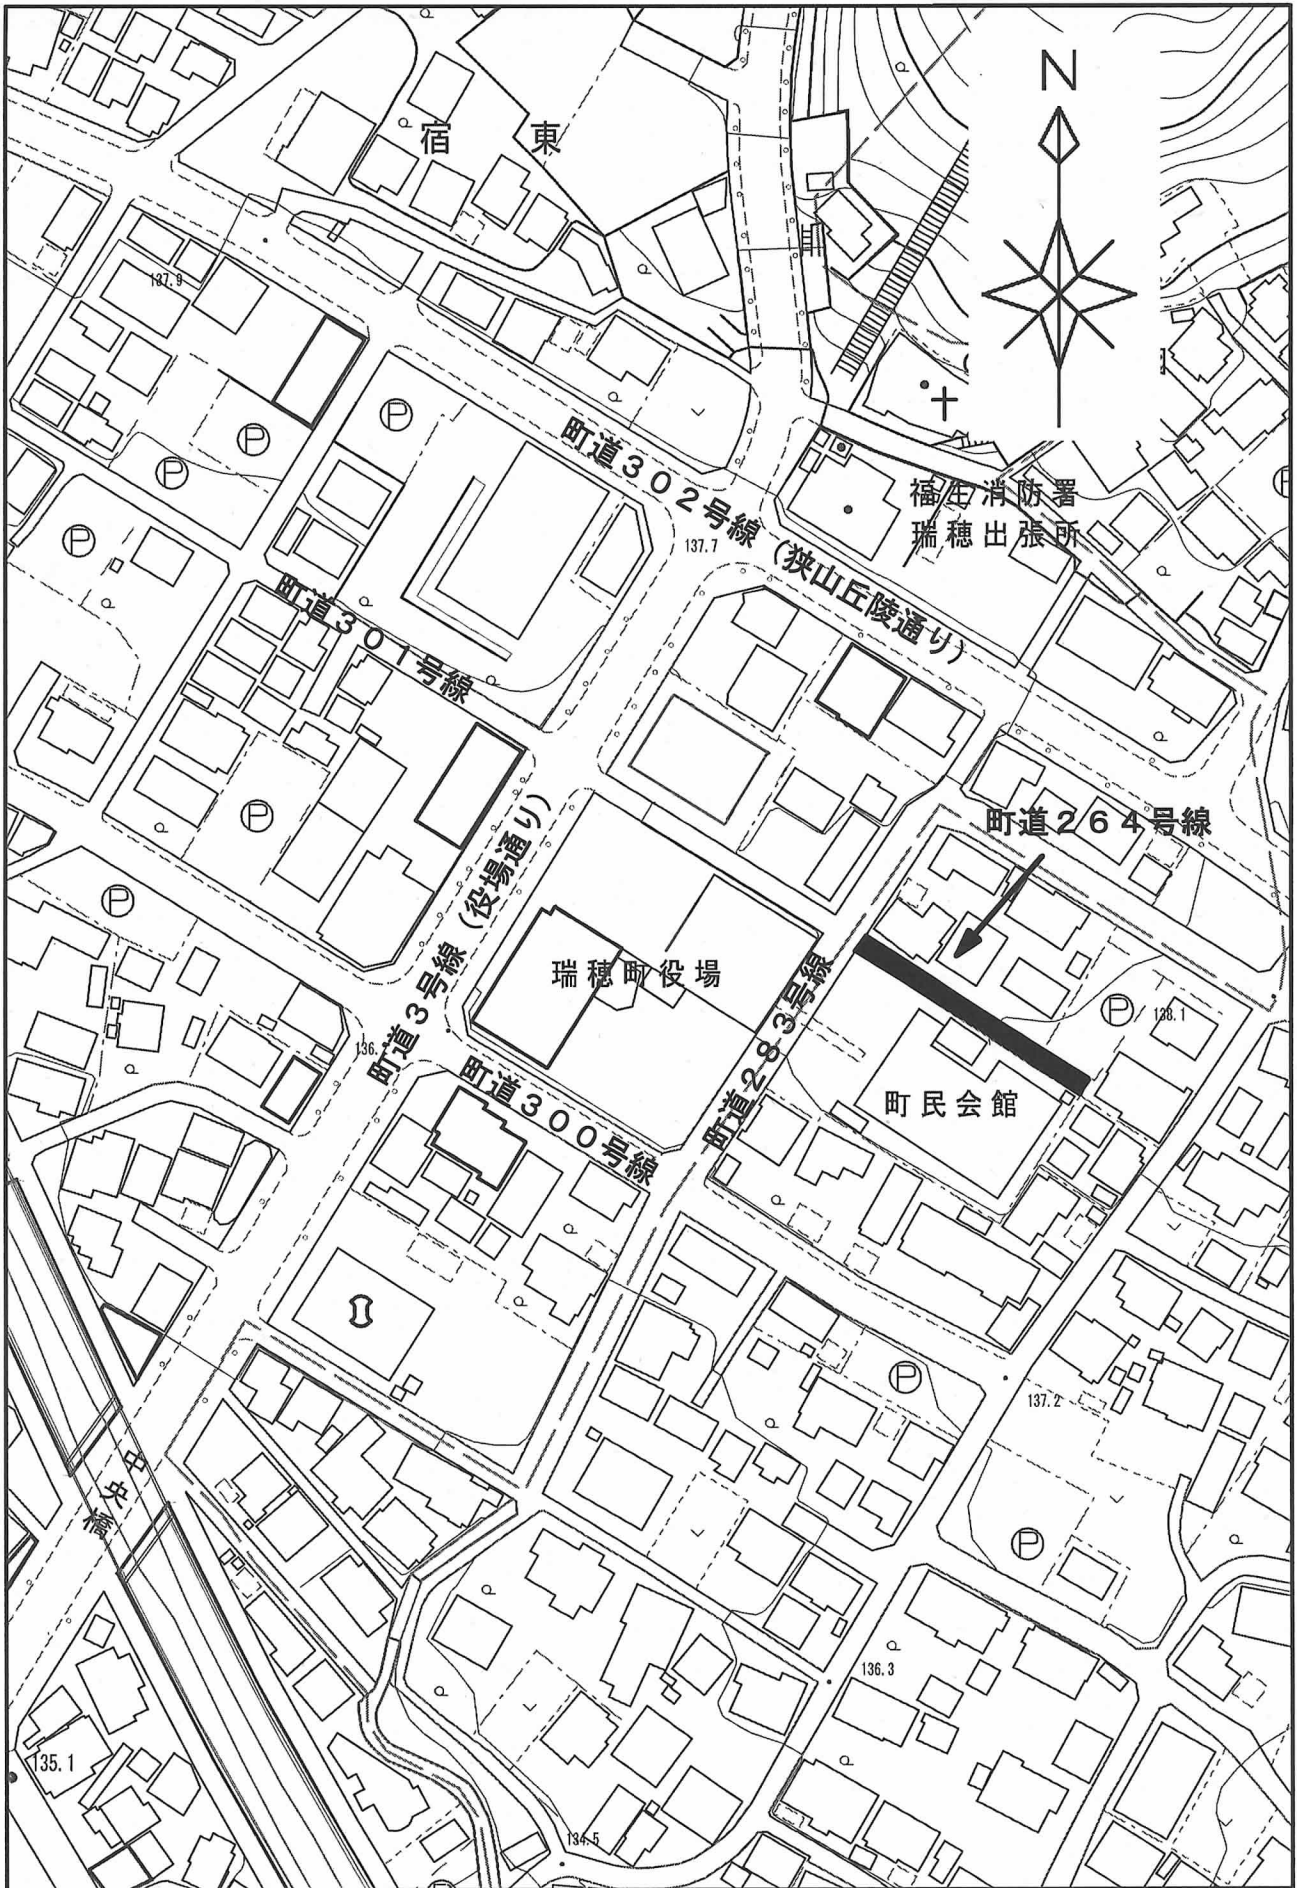 N
宿 東
137.9
Ⓟ
Ⓟ
Ⓟ
Ⓟ
町道302号線（狭山丘陵通り）
137.7
福生消防署
瑞穂出張所
町道301号線
町道264号線
Ⓟ
Ⓟ
町道3号線（役場通り）
瑞穂町役場
町道283号線
Ⓟ
138.1
136.
町道300号線
町民会館
Ⓟ
137.2
中央橋
Ⓟ
136.3
135.1
134.5